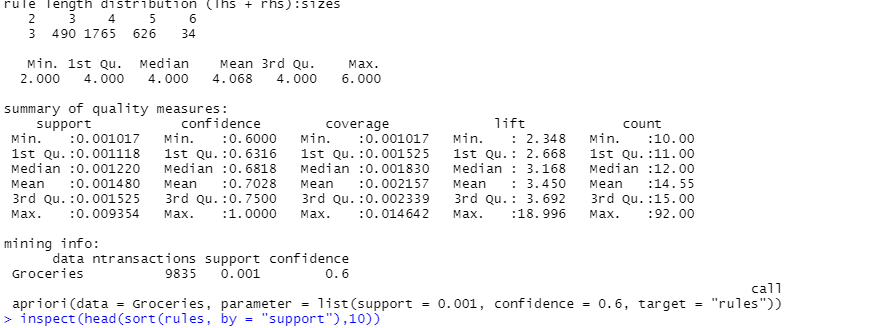 rule length distribution (lhs + rhs):sizes
2 3 4 5 6
3 490 1765 626 34
Min. 1st Qu. Median Mean 3rd Qu. Max.
2.000 4.000 4.000 4.068 4.000 6.000
summary of quality measures:
support confidence coverage lift count
Min. :0.001017 Min. :0.6000 Min. :0.001017 Min. : 2.348 Min. :10.00
1st Qu.:0.001118 1st Qu.:0.6316 1st Qu.:0.001525 1st Qu.: 2.668 1st Qu.:11.00
Median :0.001220 Median :0.6818 Median :0.001830 Median : 3.168 Median :12.00
Mean :0.001480 Mean :0.7028 Mean :0.002157 Mean : 3.450 Mean :14.55
3rd Qu.:0.001525 3rd Qu.:0.7500 3rd Qu.:0.002339 3rd Qu.: 3.692 3rd Qu.:15.00
Max. :0.009354 Max. :1.0000 Max. :0.014642 Max. :18.996 Max. :92.00
mining info:
data ntransactions support confidence
Groceries 9835 0.001 0.6
call
apriori(data = Groceries, parameter = list(support = 0.001, confidence = 0.6, target = "rules"))
> inspect(head(sort(rules, by = "support"),10))